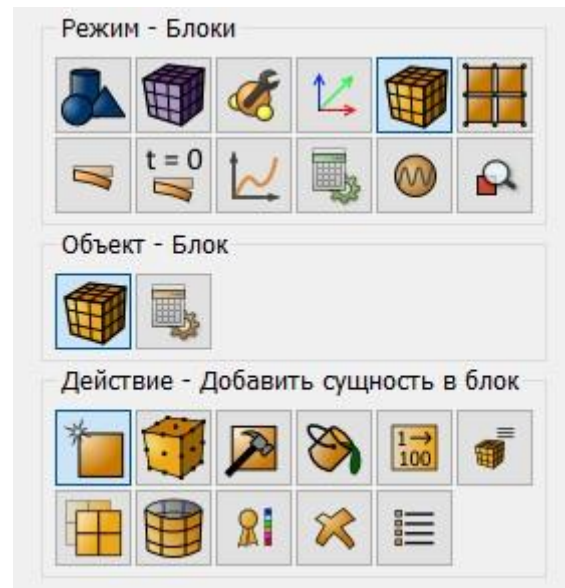 Режим - Блоки
t = 0
Объект - Блок
Действие - Добавить сущность в блок
1→
100